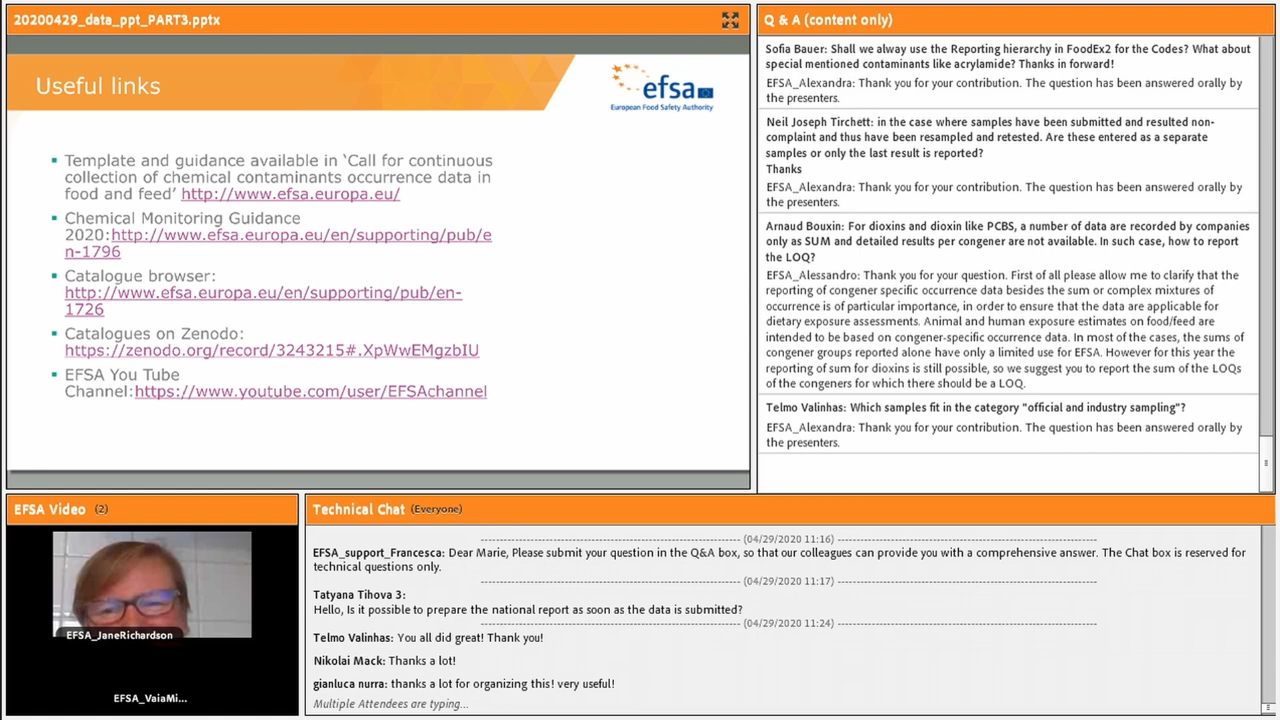 20200429_data_ppt_PART3.pptx
Useful links
efsa
European Food Safety Authority
Template and guidance available in ‘Call for continuous
collection of chemical contaminants occurrence data in
food and feed’ http://www.efsa.europa.eu/
Chemical Monitoring Guidance
2020:http://www.efsa.europa.eu/en/supporting/pub/e
n-1796
Catalogue browser:
http://www.efsa.europa.eu/en/supporting/pub/en-
1726
Catalogues on Zenodo:
https://zenodo.org/record/3243215#.XpWwEMgzbIU
EFSA You Tube
Channel:https://www.youtube.com/user/EFSAchannel
Q & A (content only)
Sofia Bauer: Shall we alway use the Reporting hierarchy in FoodEx2 for the Codes? What about
special mentioned contaminants like acrylamide? Thanks in forward!
EFSA_Alexandra: Thank you for your contribution. The question has been answered orally by
the presenters.
Neil Joseph Tirchett: in the case where samples have been submitted and resulted non-
complaint and thus have been resampled and retested. Are these entered as a separate
samples or only the last result is reported?
Thanks
EFSA_Alexandra: Thank you for your contribution. The question has been answered orally by
the presenters.
Arnaud Bouxin: For dioxins and dioxin like PCBS, a number of data are recorded by companies
only as SUM and detailed results per congener are not available. In such case, how to report
the LOQ?
EFSA_Alessandro: Thank you for your question. First of all please allow me to clarify that the
reporting of congener specific occurrence data besides the sum or complex mixtures of
occurrence is of particular importance, in order to ensure that the data are applicable for
dietary exposure assessments. Animal and human exposure estimates on food/feed are
intended to be based on congener-specific occurrence data. In most of the cases, the sums of
congener groups reported alone have only a limited use for EFSA. However for this year the
reporting of sum for dioxins is still possible, so we suggest you to report the sum of the LOQs
of the congeners for which there should be a LOQ.
Telmo Valinhas: Which samples fit in the category "official and industry sampling"?
EFSA_Alexandra: Thank you for your contribution. The question has been answered orally by
the presenters.
EFSA Video (2)
EFSA_JaneRichardson
EFSA_VaiaMi...
Technical Chat (Everyone)
(04/29/2020 11:16)
EFSA_support_Francesca: Dear Marie, Please submit your question in the Q&A box, so that our colleagues can provide you with a comprehensive answer. The Chat box is reserved for
technical questions only.
(04/29/2020 11:17)
Tatyana Tihova 3:
Hello, Is it possible to prepare the national report as soon as the data is submitted?
(04/29/2020 11:24)
Telmo Valinhas: You all did great! Thank you!
Nikolai Mack: Thanks a lot!
gianluca nurra: thanks a lot for organizing this! very useful!
Multiple Attendees are typing...